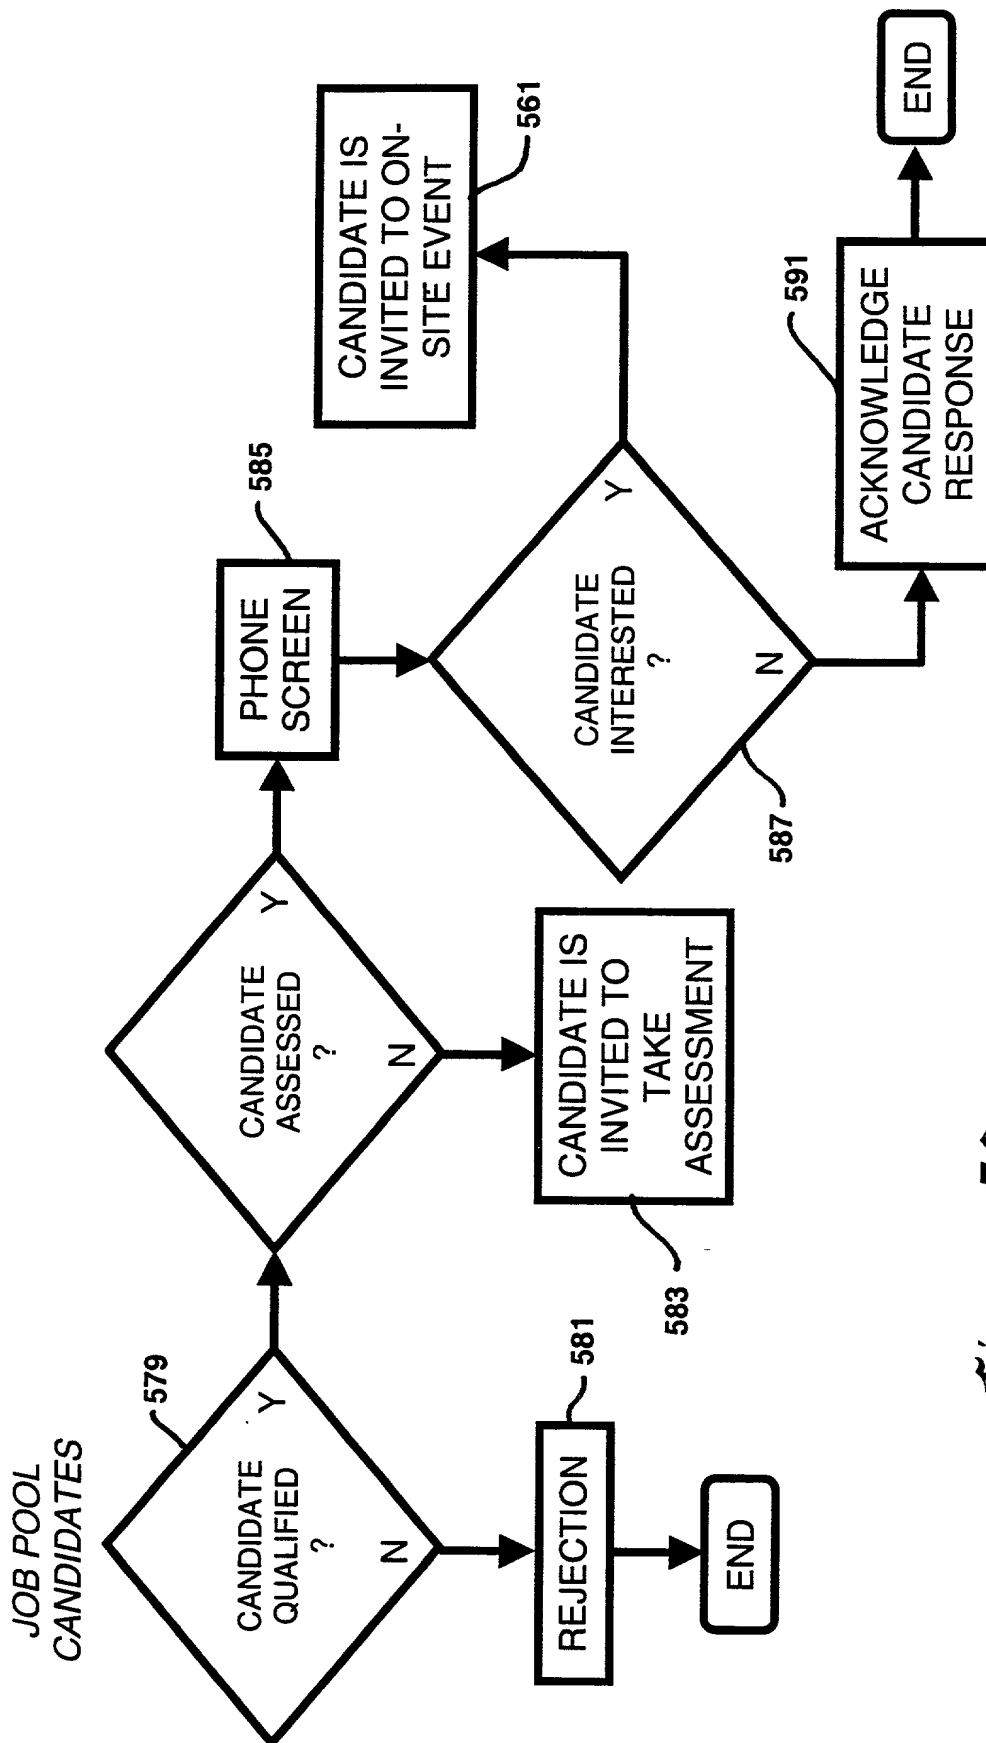 JOB POOL
CANDIDATES
579
CANDIDATE
QUALIFIED
?
Y
N
REJECTION
581
END
CANDIDATE
ASSESSED
?
Y
N
CANDIDATE IS
INVITED TO
TAKE
ASSESSMENT
583
PHONE
SCREEN
585
CANDIDATE
INTERESTED
?
Y
N
587
CANDIDATE IS
INVITED TO ON-
SITE EVENT
561
ACKNOWLEDGE
CANDIDATE
RESPONSE
591
END